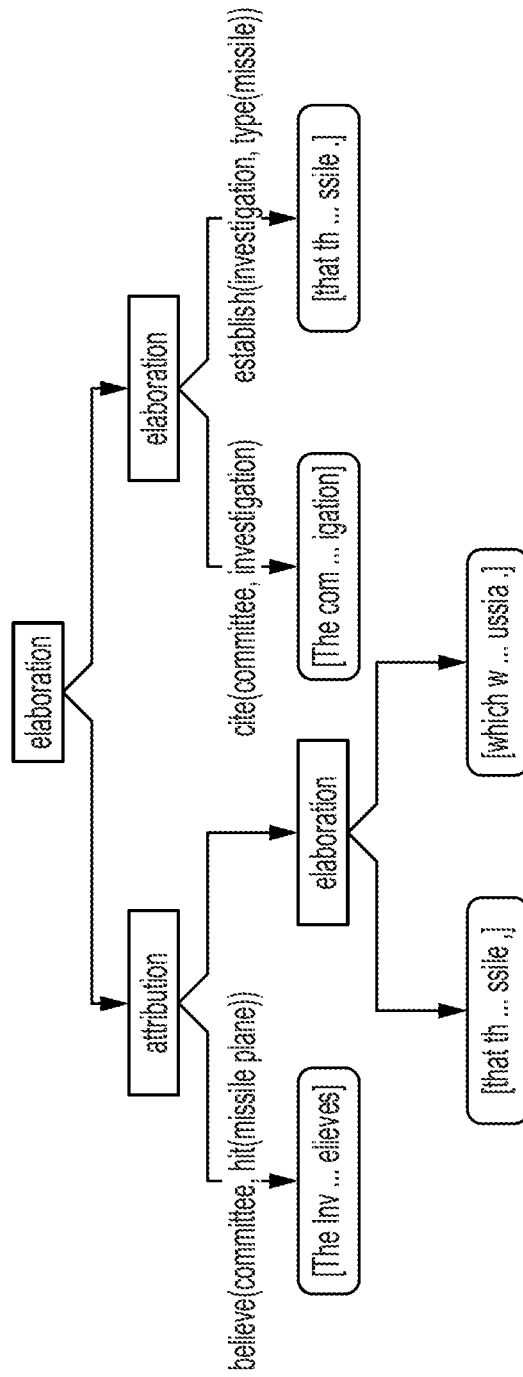 elaboration
attribution
elaboration
believe(committee, hit(missile plane))
cite(committee, investigation)
establish(investigation, type(missile))
[The Inv ... elieves]
elaboration
[The com ... igation]
[that th ... ssile .]
[that th ... ssile ,]
[which w ... ussia .]